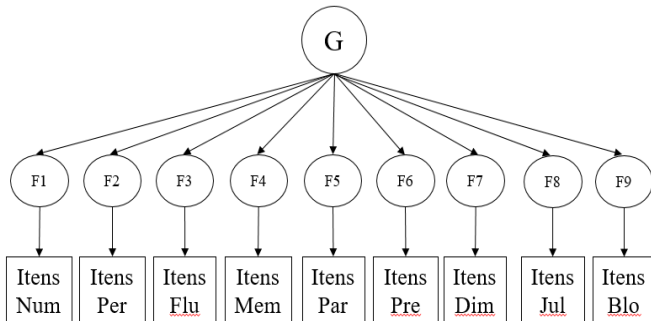 G
F1 F2 F3 F4 F5 F6 F7 F8 F9
Itens Itens Itens Itens Itens Itens Itens Itens Itens
Num Per Flu Mem Par Pre Dim Jul Blo